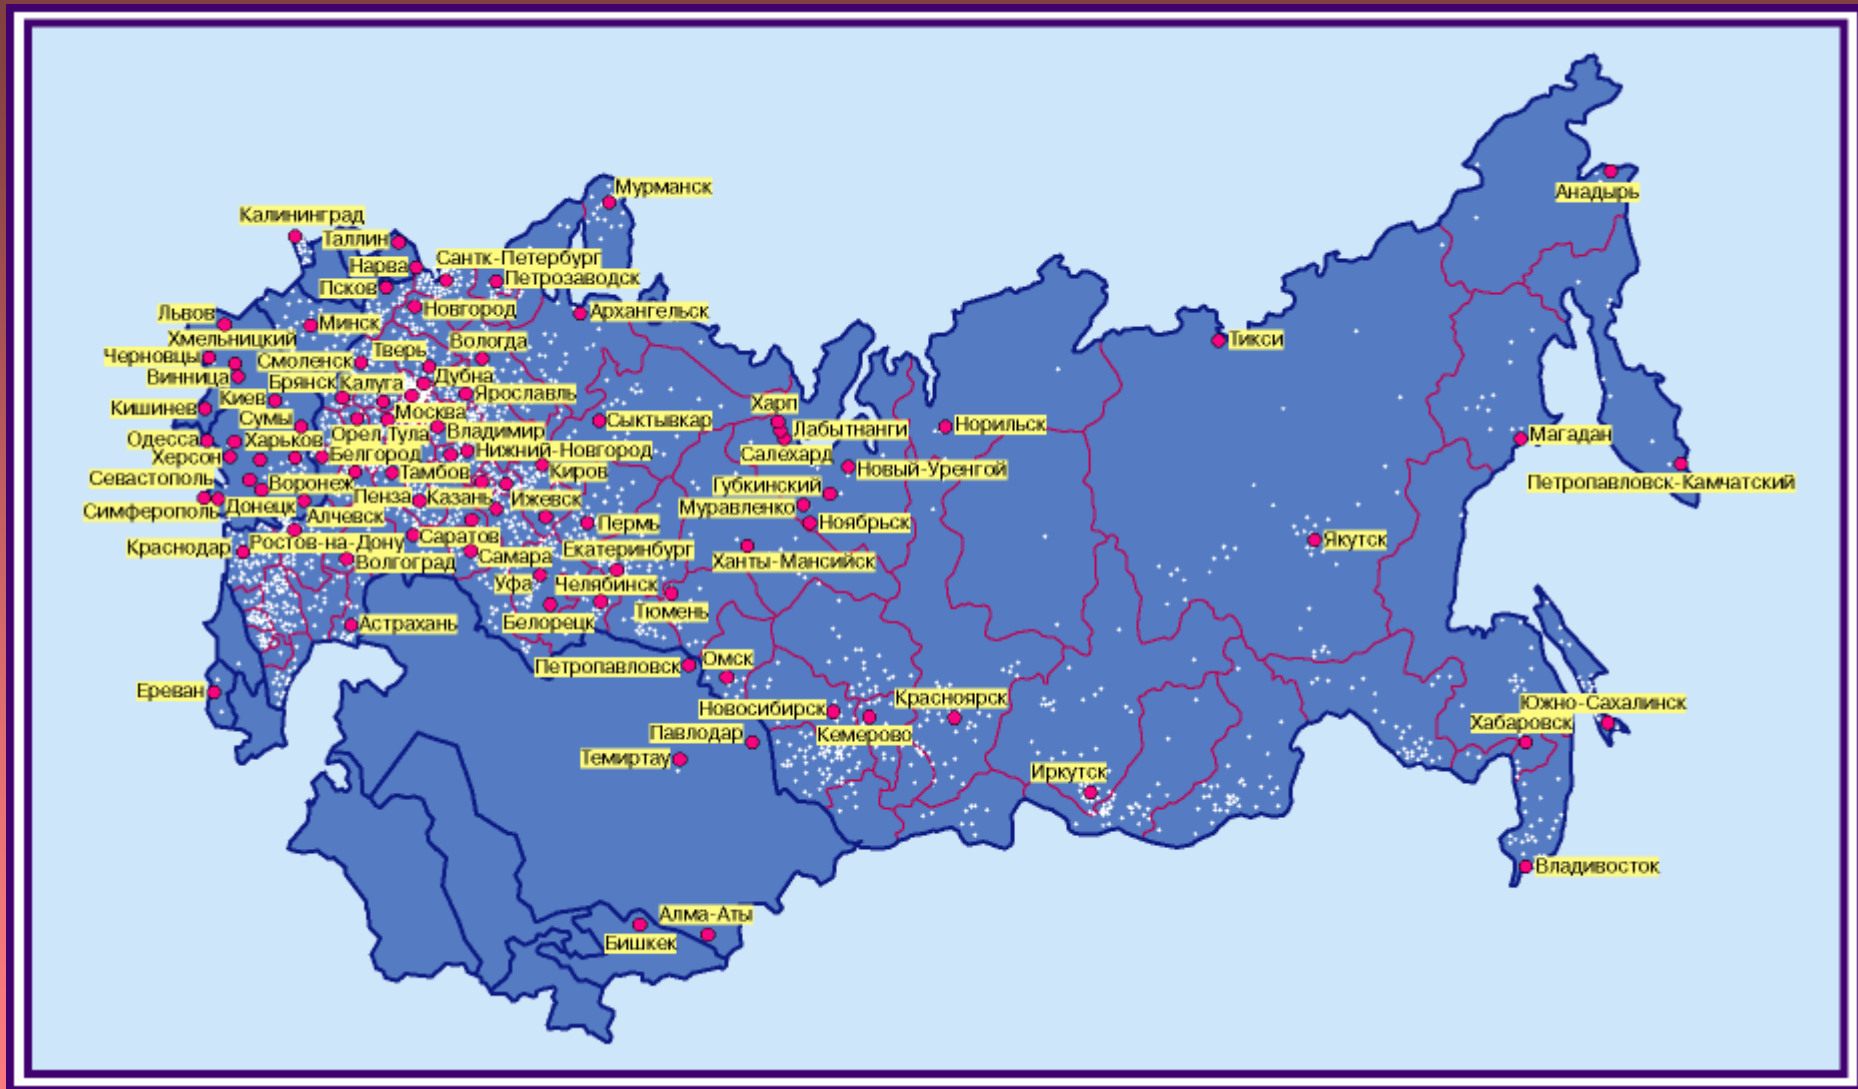 Мурманск
Анадырь
Калининград
Таллин
Сантк-Петербург
Нарва
Петрозаводск
Псков
Новгород
Архангельск
Львов
Минск
Тикси
Хмельницкий
Вологда
Черновцы
Смоленск
Тверь
Винница
Дубна
Брянск
Калуга
Ярославль
Киев
Харп
Кишинев
Москва
Сумы
Сыктывкар
Норильск
Лабытнанги
Одесса
Харьков
Орел
Тула
Владимир
Магадан
Херсон
Белгород
Нижний-Новгород
Салехард
Тамбов
Киров
Новый-Уренгой
Севастополь
Воронеж
Губкинский
Петропавловск-Камчатский
Пенза
Казань
Ижевск
Симферополь
Донецк
Муравленко
Алчевск
Пермь
Ноябрьск
Саратов
Якутск
Краснодар
Ростов-на-Дону
Екатеринбург
Самара
Волгоград
Ханты-Мансийск
Уфа
Челябинск
Тюмень
Астрахань
Белорецк
Петропавловск
Омск
Ереван
Красноярск
Южно-Сахалинск
Новосибирск
Хабаровск
Павлодар
Кемерово
Темиртау
Иркутск
Владивосток
Алма-Аты
Бишкек